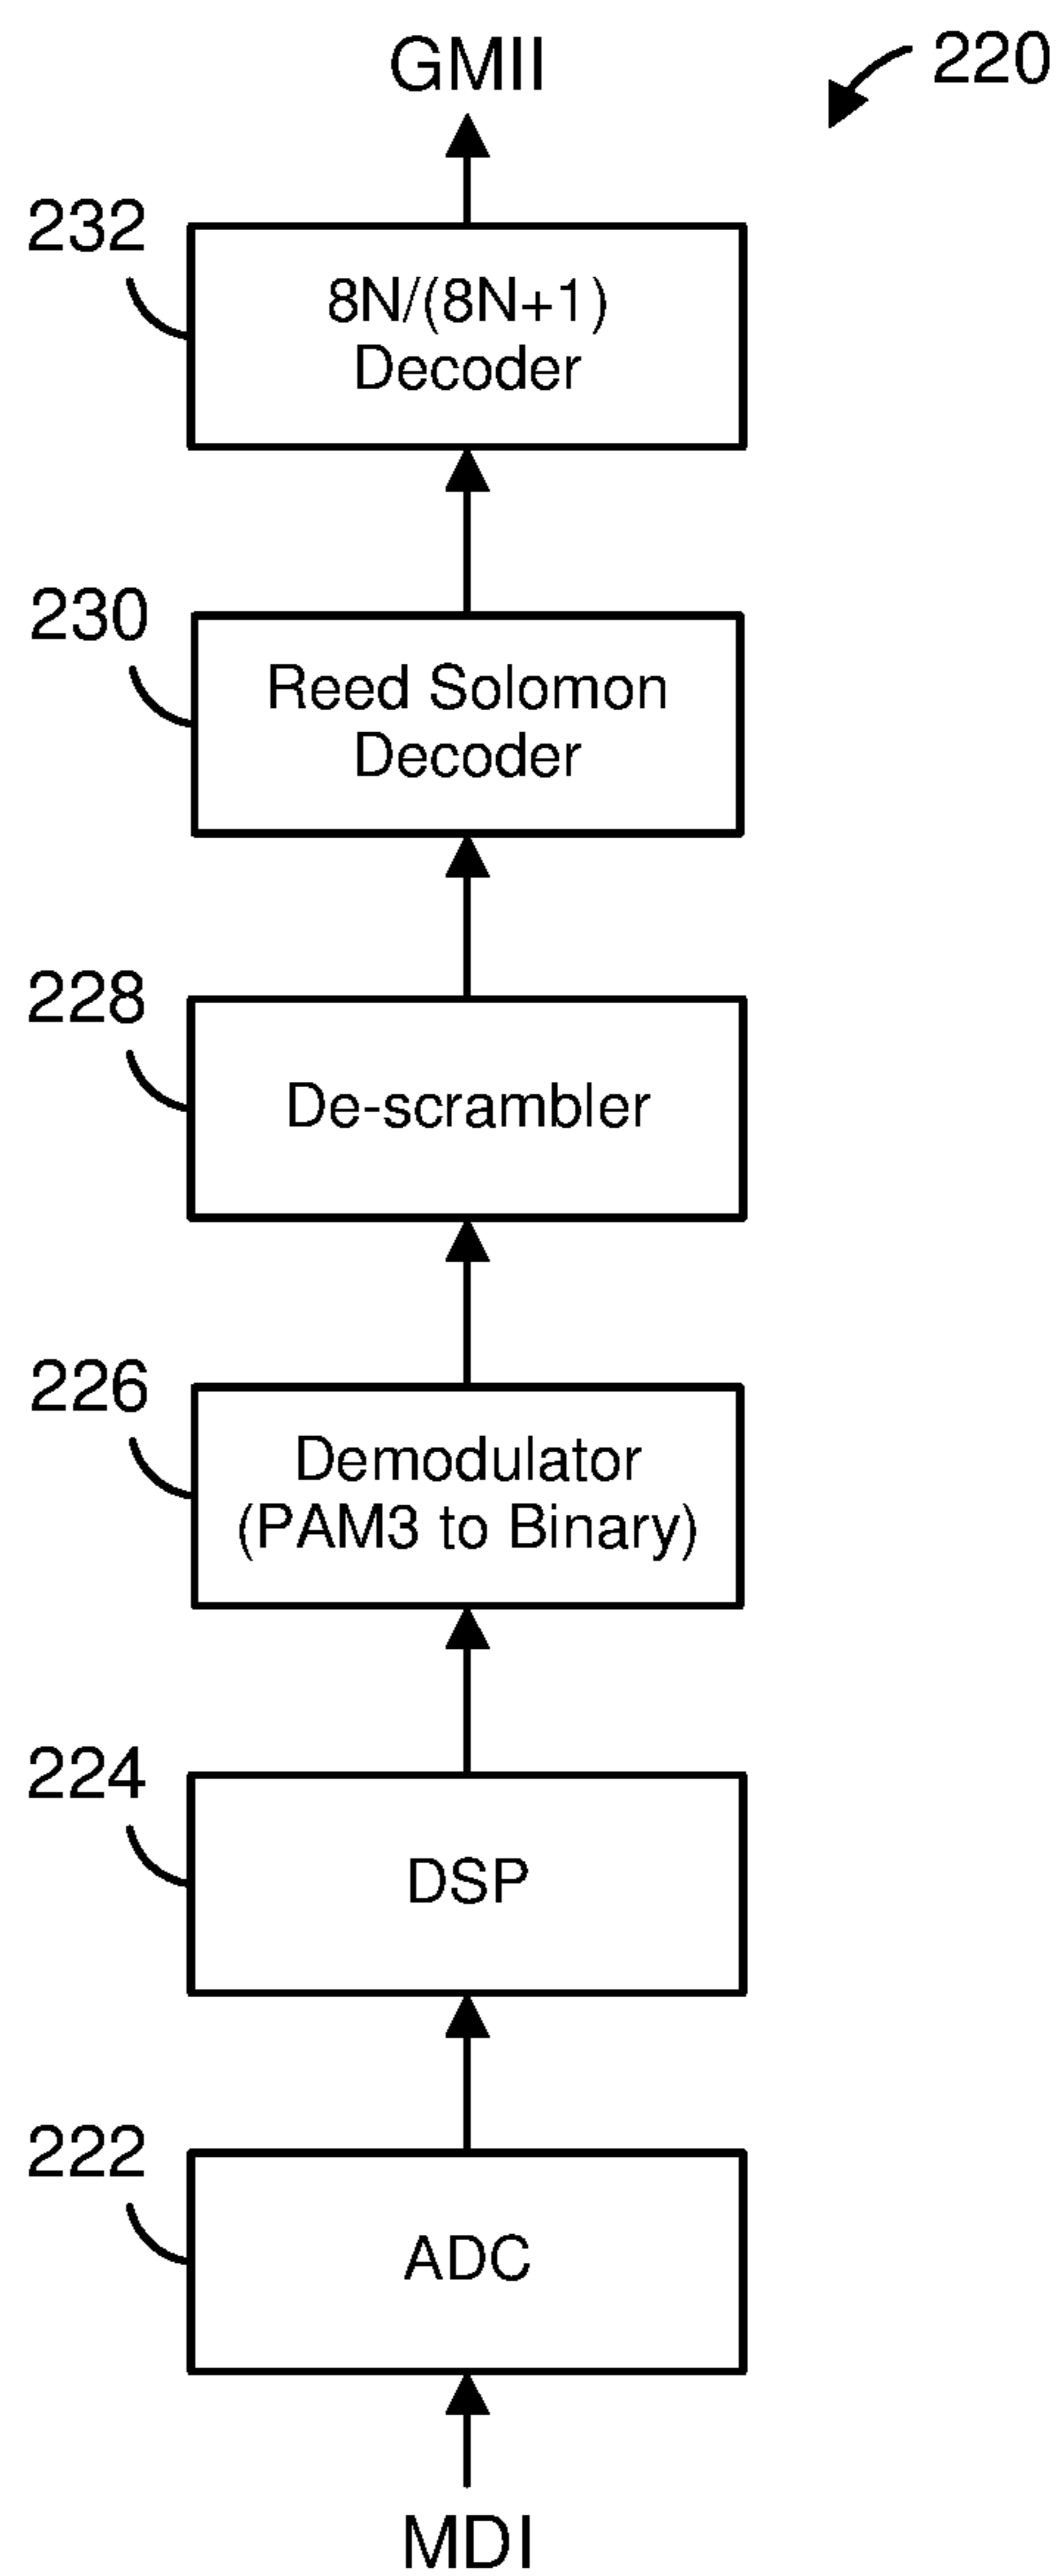 GMII
220
232
8N/(8N+1)
Decoder
230
Reed Solomon
Decoder
228
De-scrambler
226
Demodulator
(PAM3 to Binary)
224
DSP
222
ADC
MDI